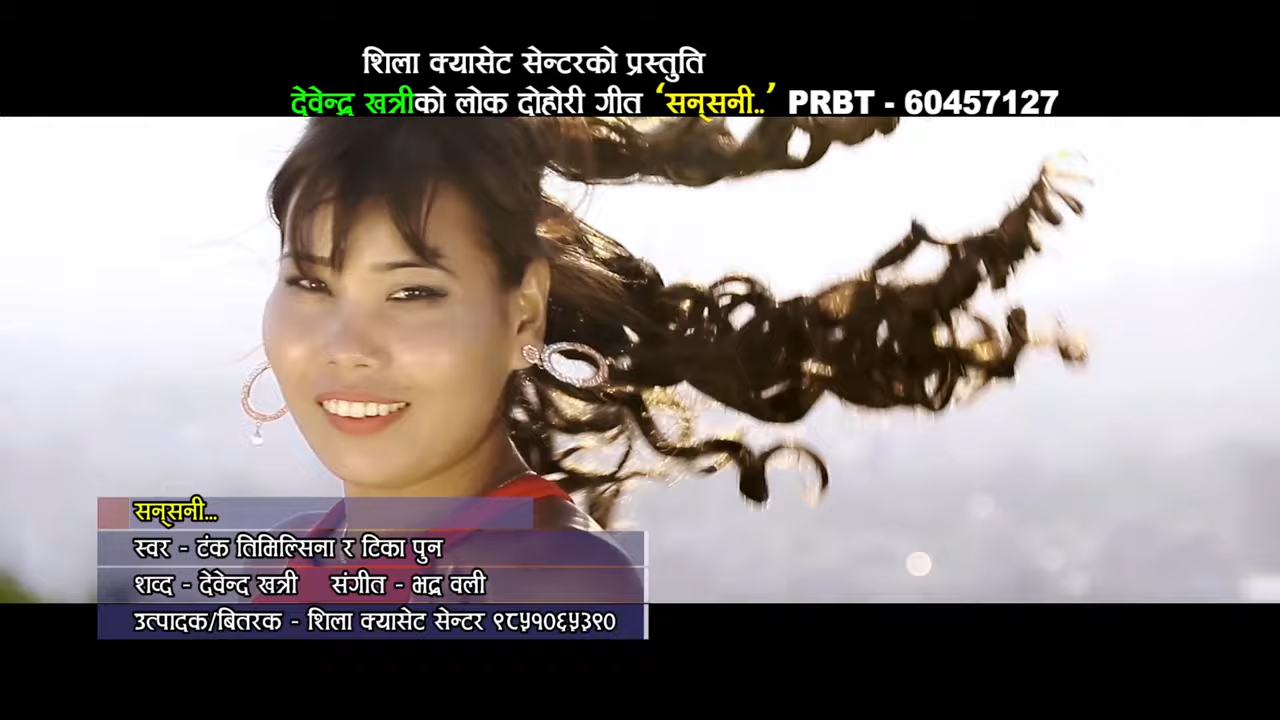 शिला क्यासेट सेन्टरको प्रस्तुति
देवेन्द्र खत्रीको लोक दोहोरी गीत ‘सन्सनी..’ PRBT - 60457127
सन्सनी...
स्वर - टंक तिमिल्सिना र टिका पुन
शव्द - देवेन्द्र खत्री संगीत - भद्र वली
उत्पादक/बितरक - शिला क्यासेट सेन्टर ९८५१०६५३९०